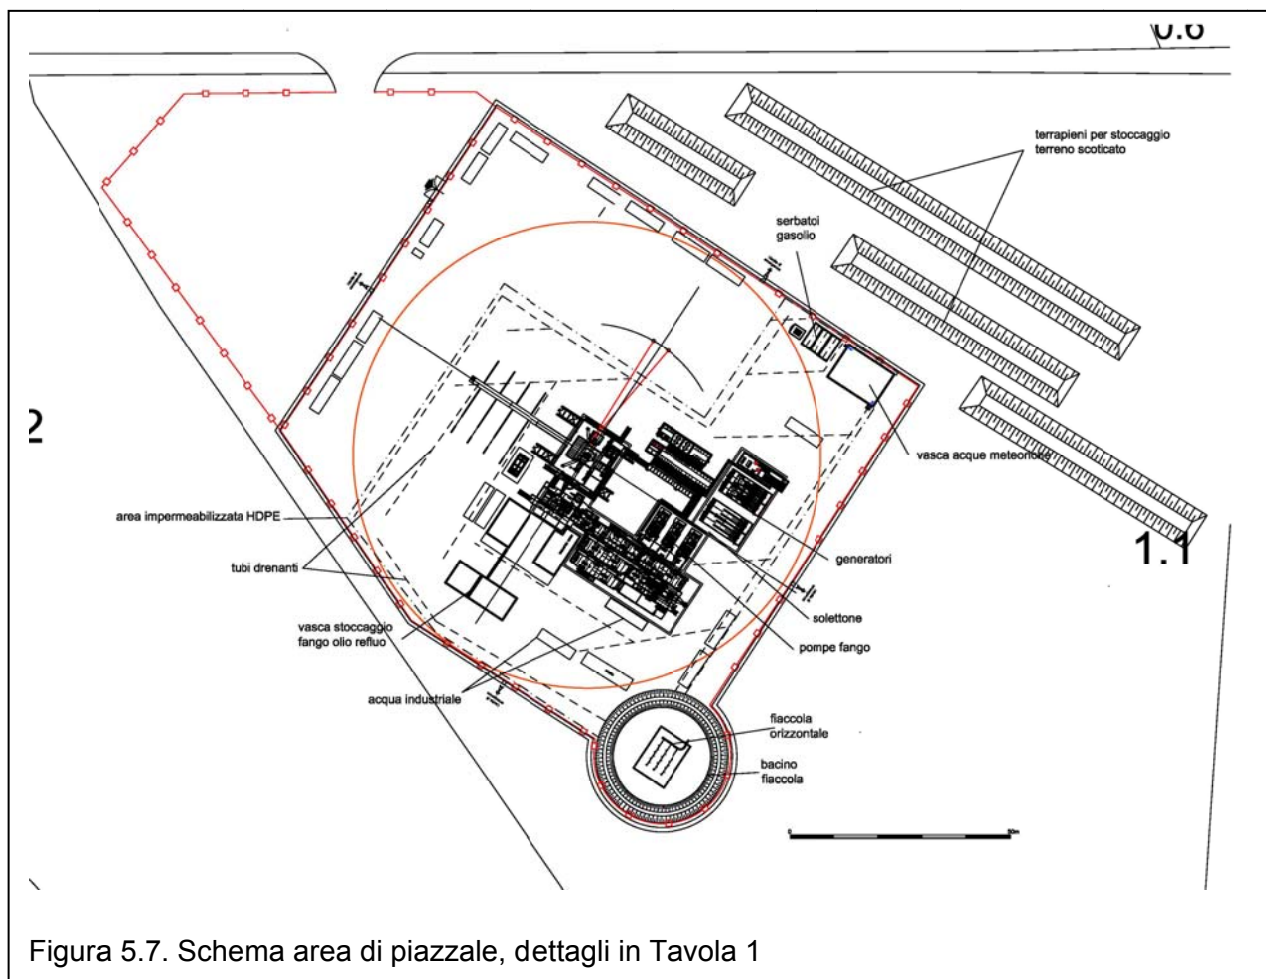 0.6
terrapieni per stoccaggio
terreno scoticato
serbatoi
gasolio
2
vasca acque meteoriche
area impermeabilizzata HDPE
1.1
generatori
tubi drenanti
solettone
vasca stoccaggio
fango olio refluo
pompe fango
acqua industriale
fiaccola
orizzontale
bacino
fiaccola
0
50m
Figura 5.7. Schema area di piazzale, dettagli in Tavola 1